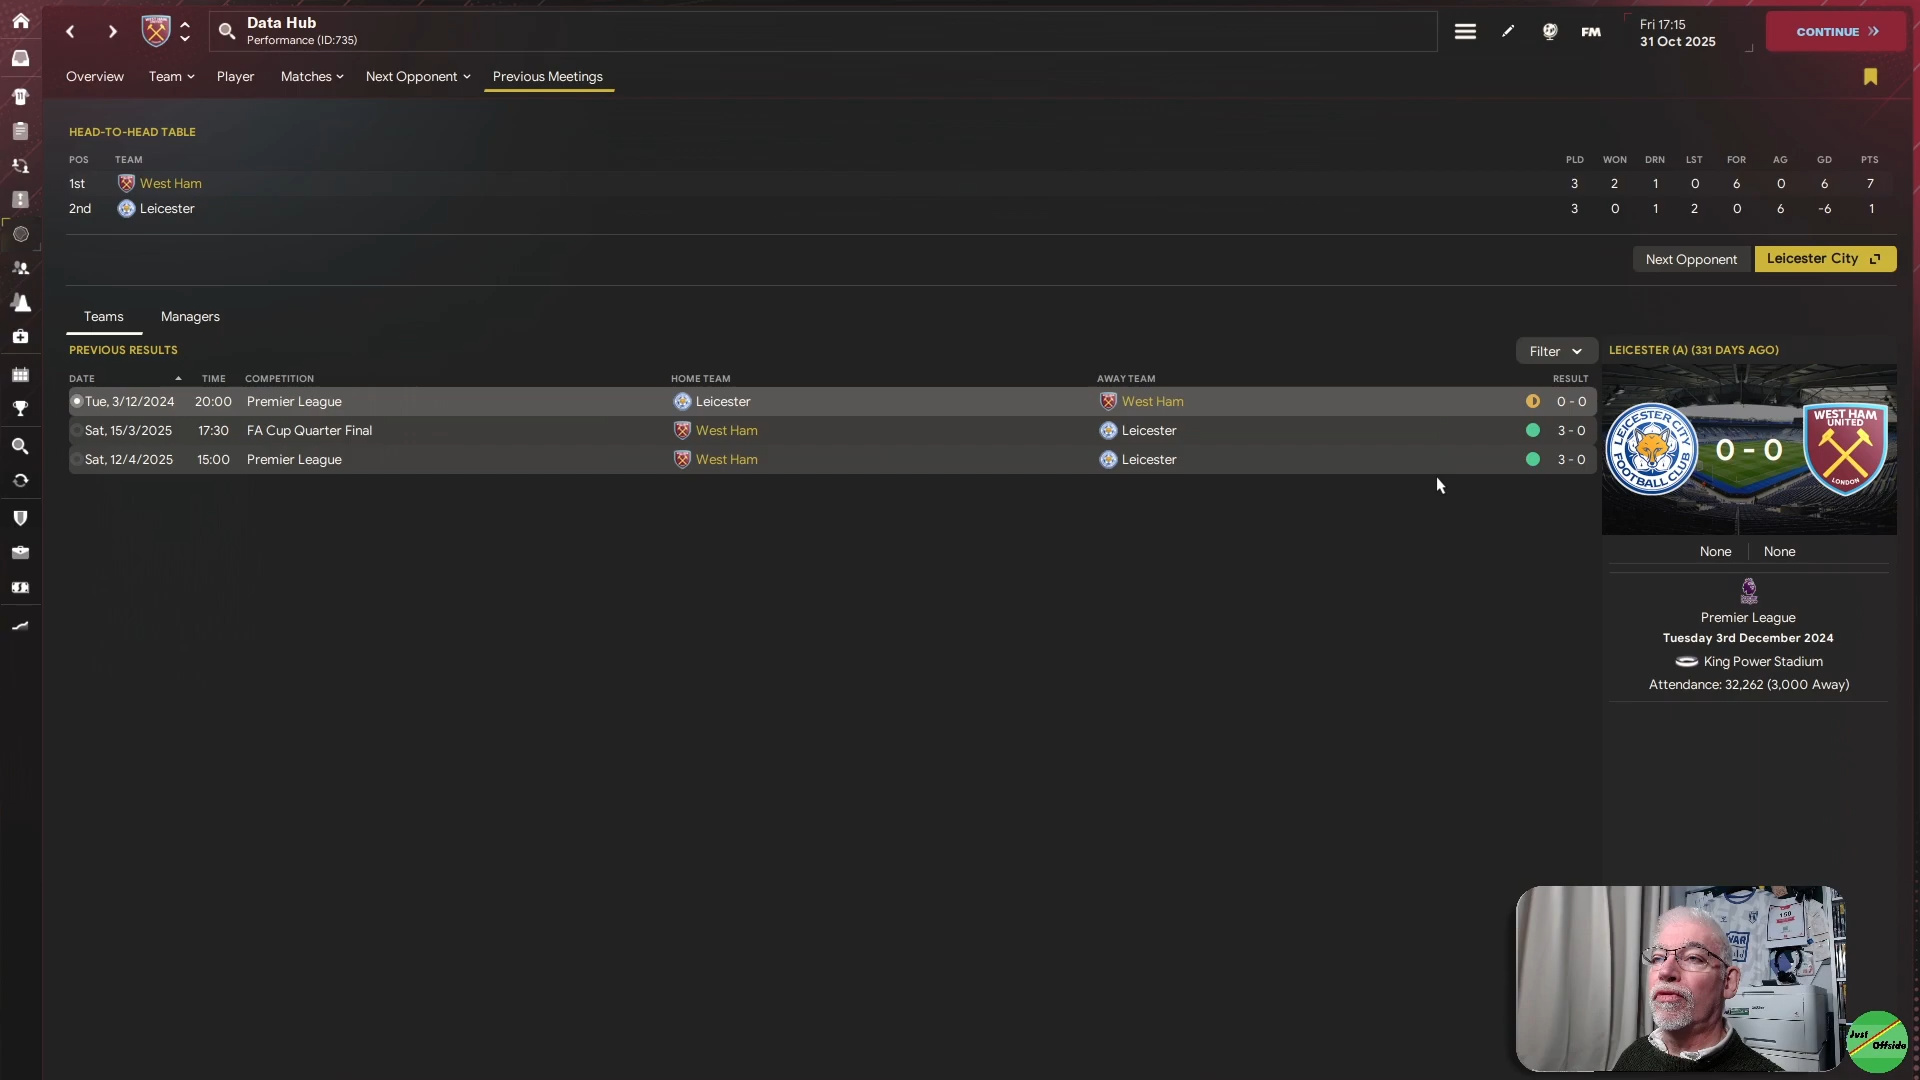 Data Hub
Performance (ID:735)
FM
Fri 17:15
31 Oct 2025
CONTINUE
Overview
Team
Player
Matches
Next Opponent
Previous Meetings
HEAD-TO-HEAD TABLE
POS TEAM PLD WON DRN LST FOR AG GD PTS
1st West Ham 3 2 1 0 6 0 6 7
2nd Leicester 3 0 1 2 0 6 -6 1
Next Opponent Leicester City
Teams Managers
PREVIOUS RESULTS Filter
DATE TIME COMPETITION HOME TEAM AWAY TEAM RESULT
Tue, 3/12/2024 20:00 Premier League Leicester West Ham 0 - 0
Sat, 15/3/2025 17:30 FA Cup Quarter Final West Ham Leicester 3 - 0
Sat, 12/4/2025 15:00 Premier League West Ham Leicester 3 - 0
LEICESTER (A) (331 DAYS AGO)
LEICESTER CITY
FOOTBALL CLUB
0 - 0
WEST HAM
UNITED
LONDON
None None
Premier League
Tuesday 3rd December 2024
King Power Stadium
Attendance: 32,262 (3,000 Away)
Just
Offside